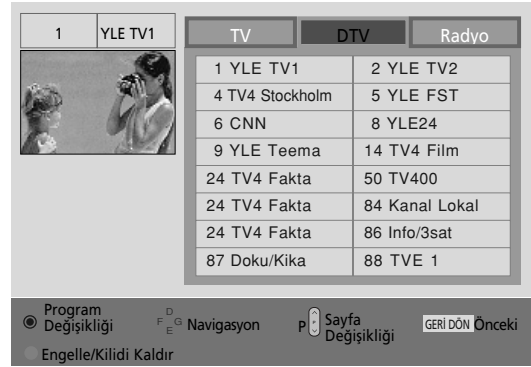 1 YLE TV1
TV DTV Radyo
1 YLE TV1 2 YLE TV2
4 TV4 Stockholm 5 YLE FST
6 CNN 8 YLE24
9 YLE Teema 14 TV4 Film
24 TV4 Fakta 50 TV400
24 TV4 Fakta 84 Kanal Lokal
24 TV4 Fakta 86 Info/3sat
87 Doku/Kika 88 TVE 1
Program Değişikliği
D
F G
E
Navigasyon
P
Sayfa Değişikliği
GERİ DÖN Önceki
Engelle/Kilidi Kaldır